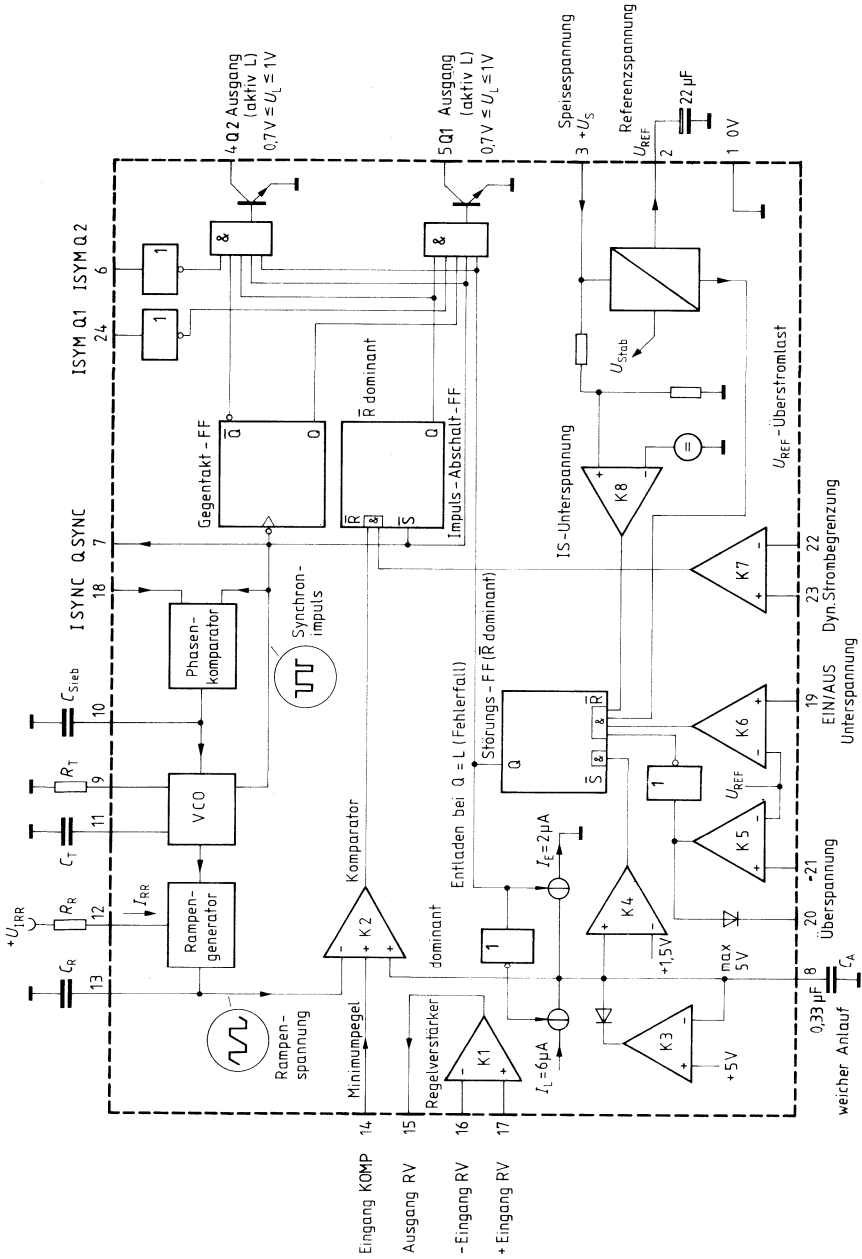 +U_IRR
C_R
R_R
C_T
R_T
C_Sieb
13
12
11
9
10
I_RR
18
7
24
6
I SYNC
Q SYNC
ISYM Q1
ISYM Q2
Rampen-
generator
VCO
Phasen-
komparator
Rampen-
spannung
Synchron-
impuls
Gegentakt-FF
Q̅
Q
1
1
&
&
4 Q2 Ausgang
(aktiv L)
0,7V ≤ U_L ≤ 1V
5 Q1 Ausgang
(aktiv L)
0,7V ≤ U_L ≤ 1V
R̅
&
S̅
Q
R̅ dominant
Impuls-Abschalt-FF
Minimumpegel
Komparator
-
+
+
K2
dominant
Eingang KOMP
14
Ausgang RV
15
- Eingang RV
16
+ Eingang RV
17
Regelverstärker
-
+
K1
Entladen bei Q = L (Fehlerfall)
1
I_L = 6µA
I_E = 2µA
Störungs-FF (R̅ dominant)
Q
S̅
&
&
R̅
IS-Unterspannung
+
-
K8
=
U_Stab
Speisespannung
3 +U_S
Referenzspannung
U_REF
2
22 µF
1 0V
U_REF-Überstromlast
+
-
K4
+1,5V
+
-
K3
+5V
max
5V
1
+
-
K5
U_REF
-
+
K6
+
-
K7
8
0,33 µF
C_A
weicher Anlauf
20
-21
Überspannung
19
EIN/AUS
Unterspannung
23
22
Dyn. Strombegrenzung